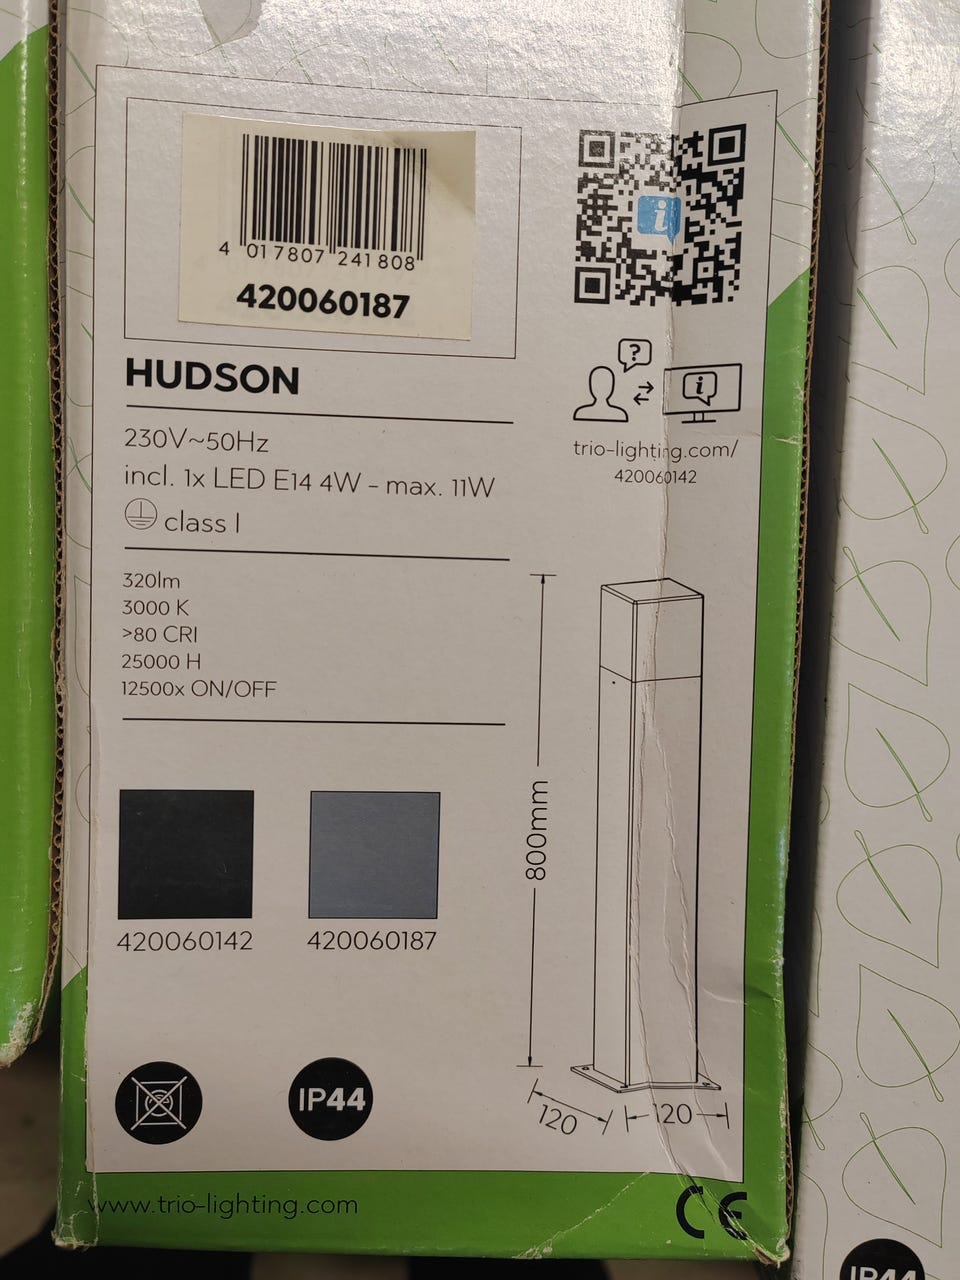 4 017807 241808
420060187
HUDSON
230V~50Hz
incl. 1x LED E14 4W - max. 11W
class I
320lm
3000 K
>80 CRI
25000 H
12500x ON/OFF
i
?
i
trio-lighting.com/
420060142
800mm
120
120
420060142
420060187
IP44
www.trio-lighting.com
CE
IP44